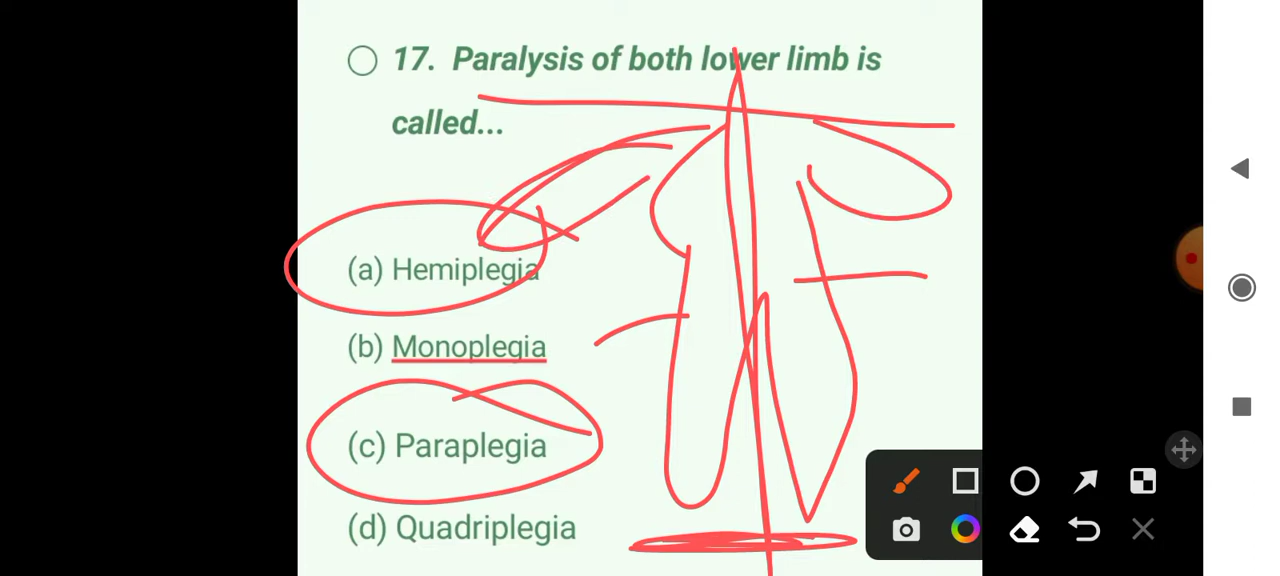 17. Paralysis of both lower limb is
called...
(a) Hemiplegia
(b) Monoplegia
(c) Paraplegia
(d) Quadriplegia